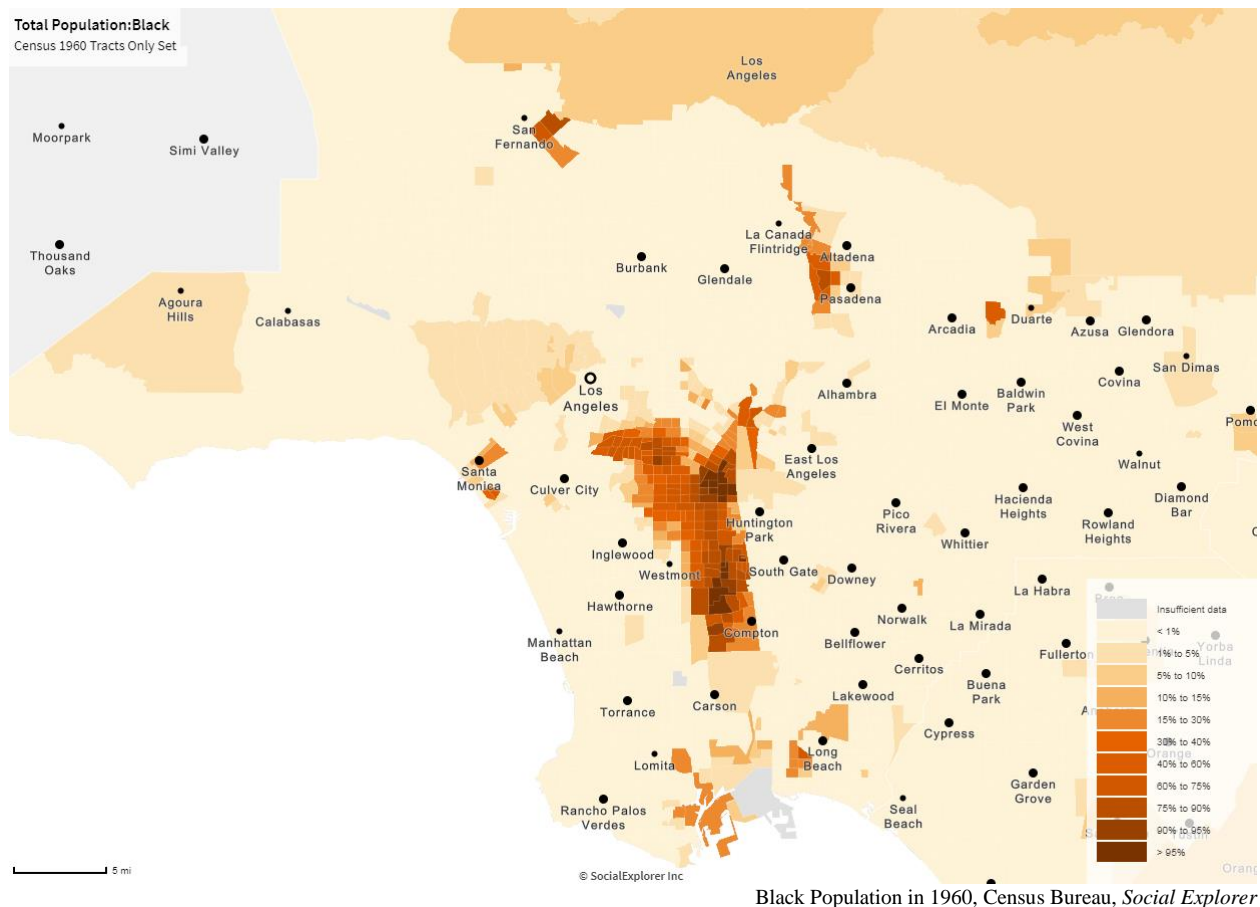 Total Population:Black
Census 1960 Tracts Only Set
Los
Angeles
Moorpark
Simi Valley
San
Fernando
Thousand
Oaks
La Canada
Flintridge
Altadena
Burbank
Glendale
Pasadena
Agoura
Hills
Calabasas
Arcadia
Duarte
Azusa
Glendora
San Dimas
Los
Angeles
Alhambra
El Monte
Baldwin
Park
Covina
West
Covina
Walnut
Santa
Monica
Culver City
East Los
Angeles
Huntington
Park
Pico
Rivera
Whittier
Hacienda
Heights
Rowland
Heights
Diamond
Bar
Inglewood
Westmont
South Gate
Downey
Hawthorne
Compton
Norwalk
La Mirada
La Habra
Manhattan
Beach
Bellflower
Cerritos
Fullerton
Yorba
Linda
Buena
Park
Torrance
Carson
Lakewood
Cypress
Lomita
Long
Beach
Orange
Rancho Palos
Verdes
Seal
Beach
Garden
Grove
Tustin
Insufficient data
< 1%
1% to 5%
5% to 10%
10% to 15%
15% to 30%
30% to 40%
40% to 60%
60% to 75%
75% to 90%
90% to 95%
> 95%
5 mi
© SocialExplorer Inc
Black Population in 1960, Census Bureau, Social Explorer